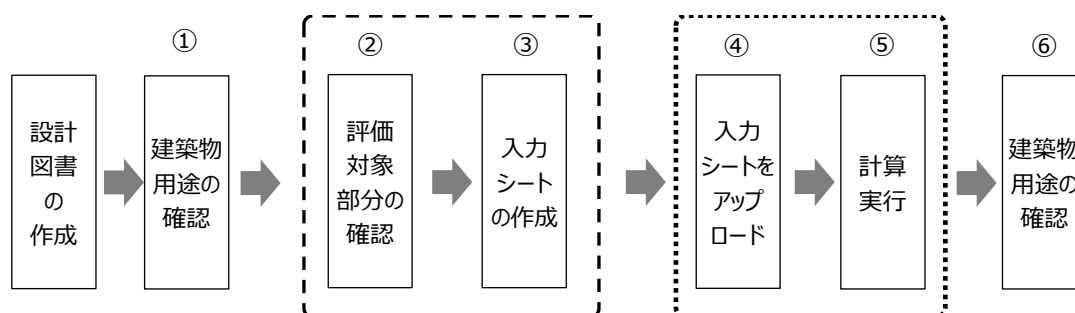 ①
②
③
④
⑤
⑥
設計
図書
の
作成
建築物
用途の
確認
評価
対象
部分の
確認
入力
シート
の作成
入力
シートを
アップ
ロード
計算
実行
建築物
用途の
確認